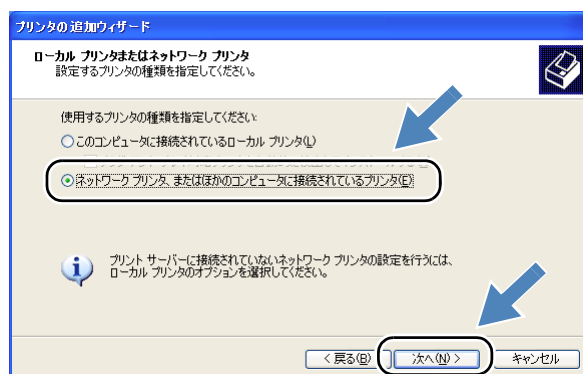 プリンタの追加ウィザード
ローカル プリンタまたはネットワーク プリンタ
設定するプリンタの種類を指定してください。
使用するプリンタの種類を指定してください:
このコンピュータに接続されているローカル プリンタ(L)
ネットワーク プリンタ、またはほかのコンピュータに接続されているプリンタ(E)
プリント サーバーに接続されていないネットワーク プリンタの設定を行うには、
ローカル プリンタのオプションを選択してください。
< 戻る(B)
次へ(N) >
キャンセル